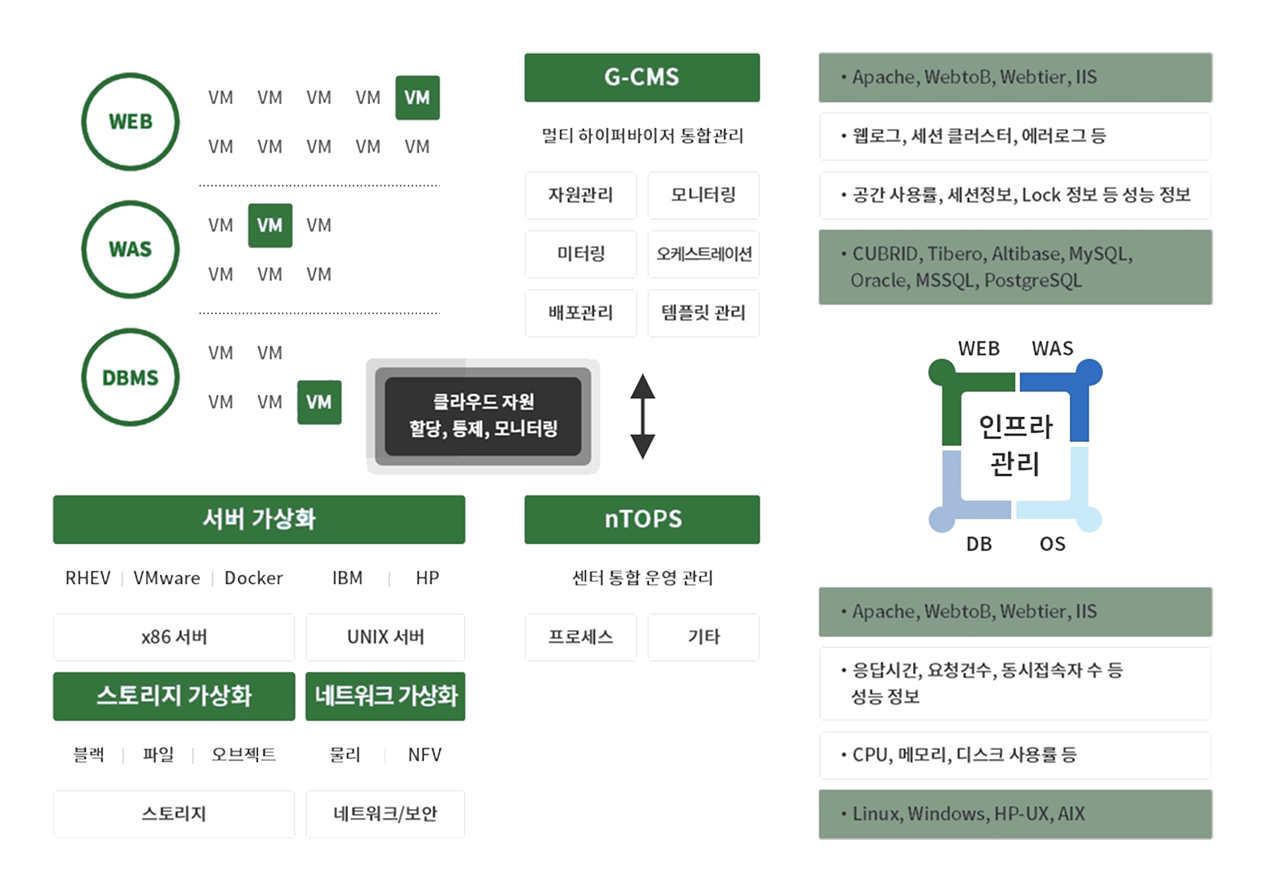 WEB
VM VM VM VM VM
VM VM VM VM VM
WAS
VM VM VM
VM VM VM
DBMS
VM VM
VM VM VM
클라우드 자원
할당, 통제, 모니터링
서버 가상화
RHEV | VMware | Docker
IBM | HP
x86 서버
UNIX 서버
스토리지 가상화
네트워크 가상화
블랙 | 파일 | 오브젝트
물리 | NFV
스토리지
네트워크/보안
G-CMS
멀티 하이퍼바이저 통합관리
자원관리
모니터링
미터링
오케스트레이션
배포관리
템플릿 관리
nTOPS
센터 통합 운영 관리
프로세스
기타
• Apache, WebtoB, Webtier, IIS
• 웹로그, 세션 클러스터, 에러로그 등
• 공간 사용률, 세션정보, Lock 정보 등 성능 정보
• CUBRID, Tibero, Altibase, MySQL,
Oracle, MSSQL, PostgreSQL
WEB WAS
인프라
관리
DB OS
• Apache, WebtoB, Webtier, IIS
• 응답시간, 요청건수, 동시접속자 수 등
성능 정보
• CPU, 메모리, 디스크 사용률 등
• Linux, Windows, HP-UX, AIX